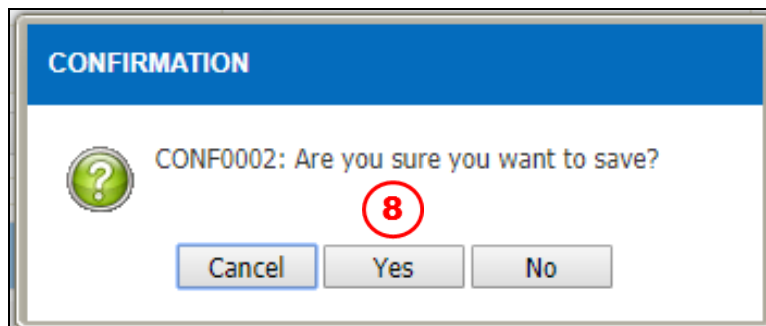 CONFIRMATION
CONF0002: Are you sure you want to save?
8
Cancel Yes No